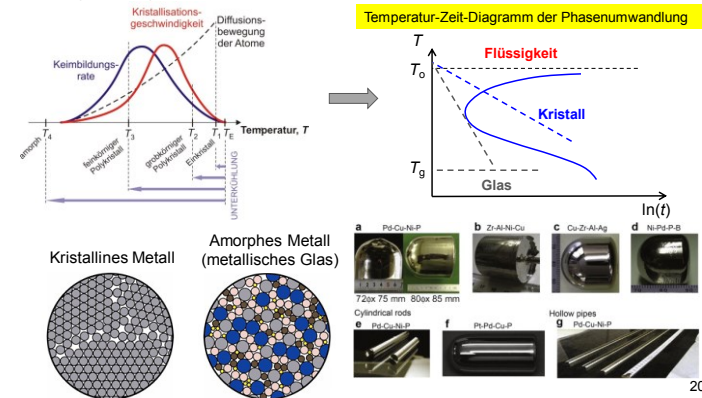 Kristallisations-
geschwindigkeit
Diffusions-
bewegung
der Atome
Keimbildungs-
rate
T4
T3
T2
T1
TE
Temperatur, T
amorph
feinkörniger
Polykristall
grobkörniger
Polykristall
Einkristall
UNTERKÜHLUNG
Temperatur-Zeit-Diagramm der Phasenumwandlung
T
To
Flüssigkeit
Kristall
Tg
Glas
ln(t)
Kristallines Metall
Amorphes Metall
(metallisches Glas)
a Pd-Cu-Ni-P
b Zr-Al-Ni-Cu
c Cu-Zr-Al-Ag
d Ni-Pd-P-B
72øx 75 mm
80øx 85 mm
Cylindrical rods
Hollow pipes
e Pd-Cu-Ni-P
f Pt-Pd-Cu-P
g Pd-Cu-Ni-P
20